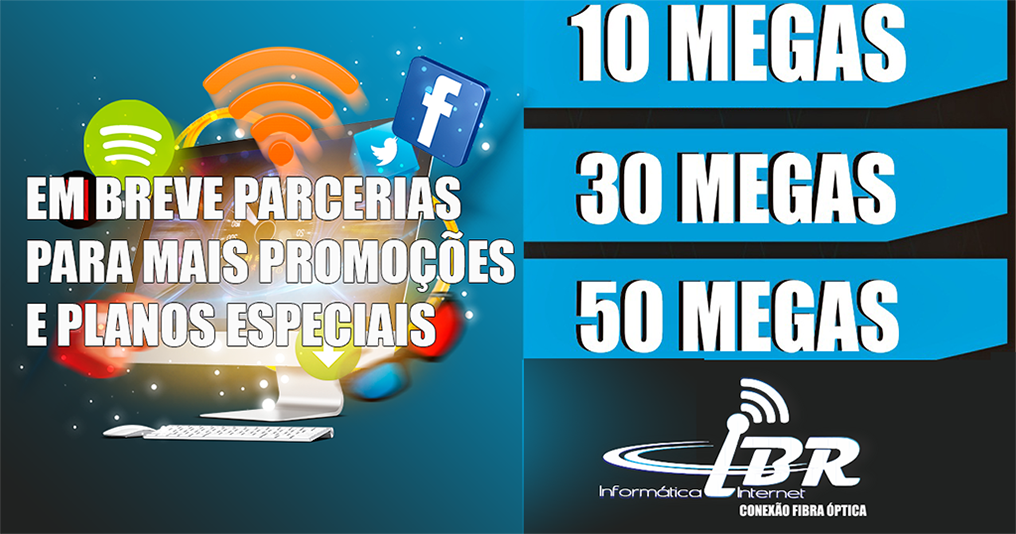 EM BREVE PARCERIAS
PARA MAIS PROMOÇÕES
E PLANOS ESPECIAIS
10 MEGAS
30 MEGAS
50 MEGAS
iBR
Informática Internet
CONEXÃO FIBRA ÓPTICA